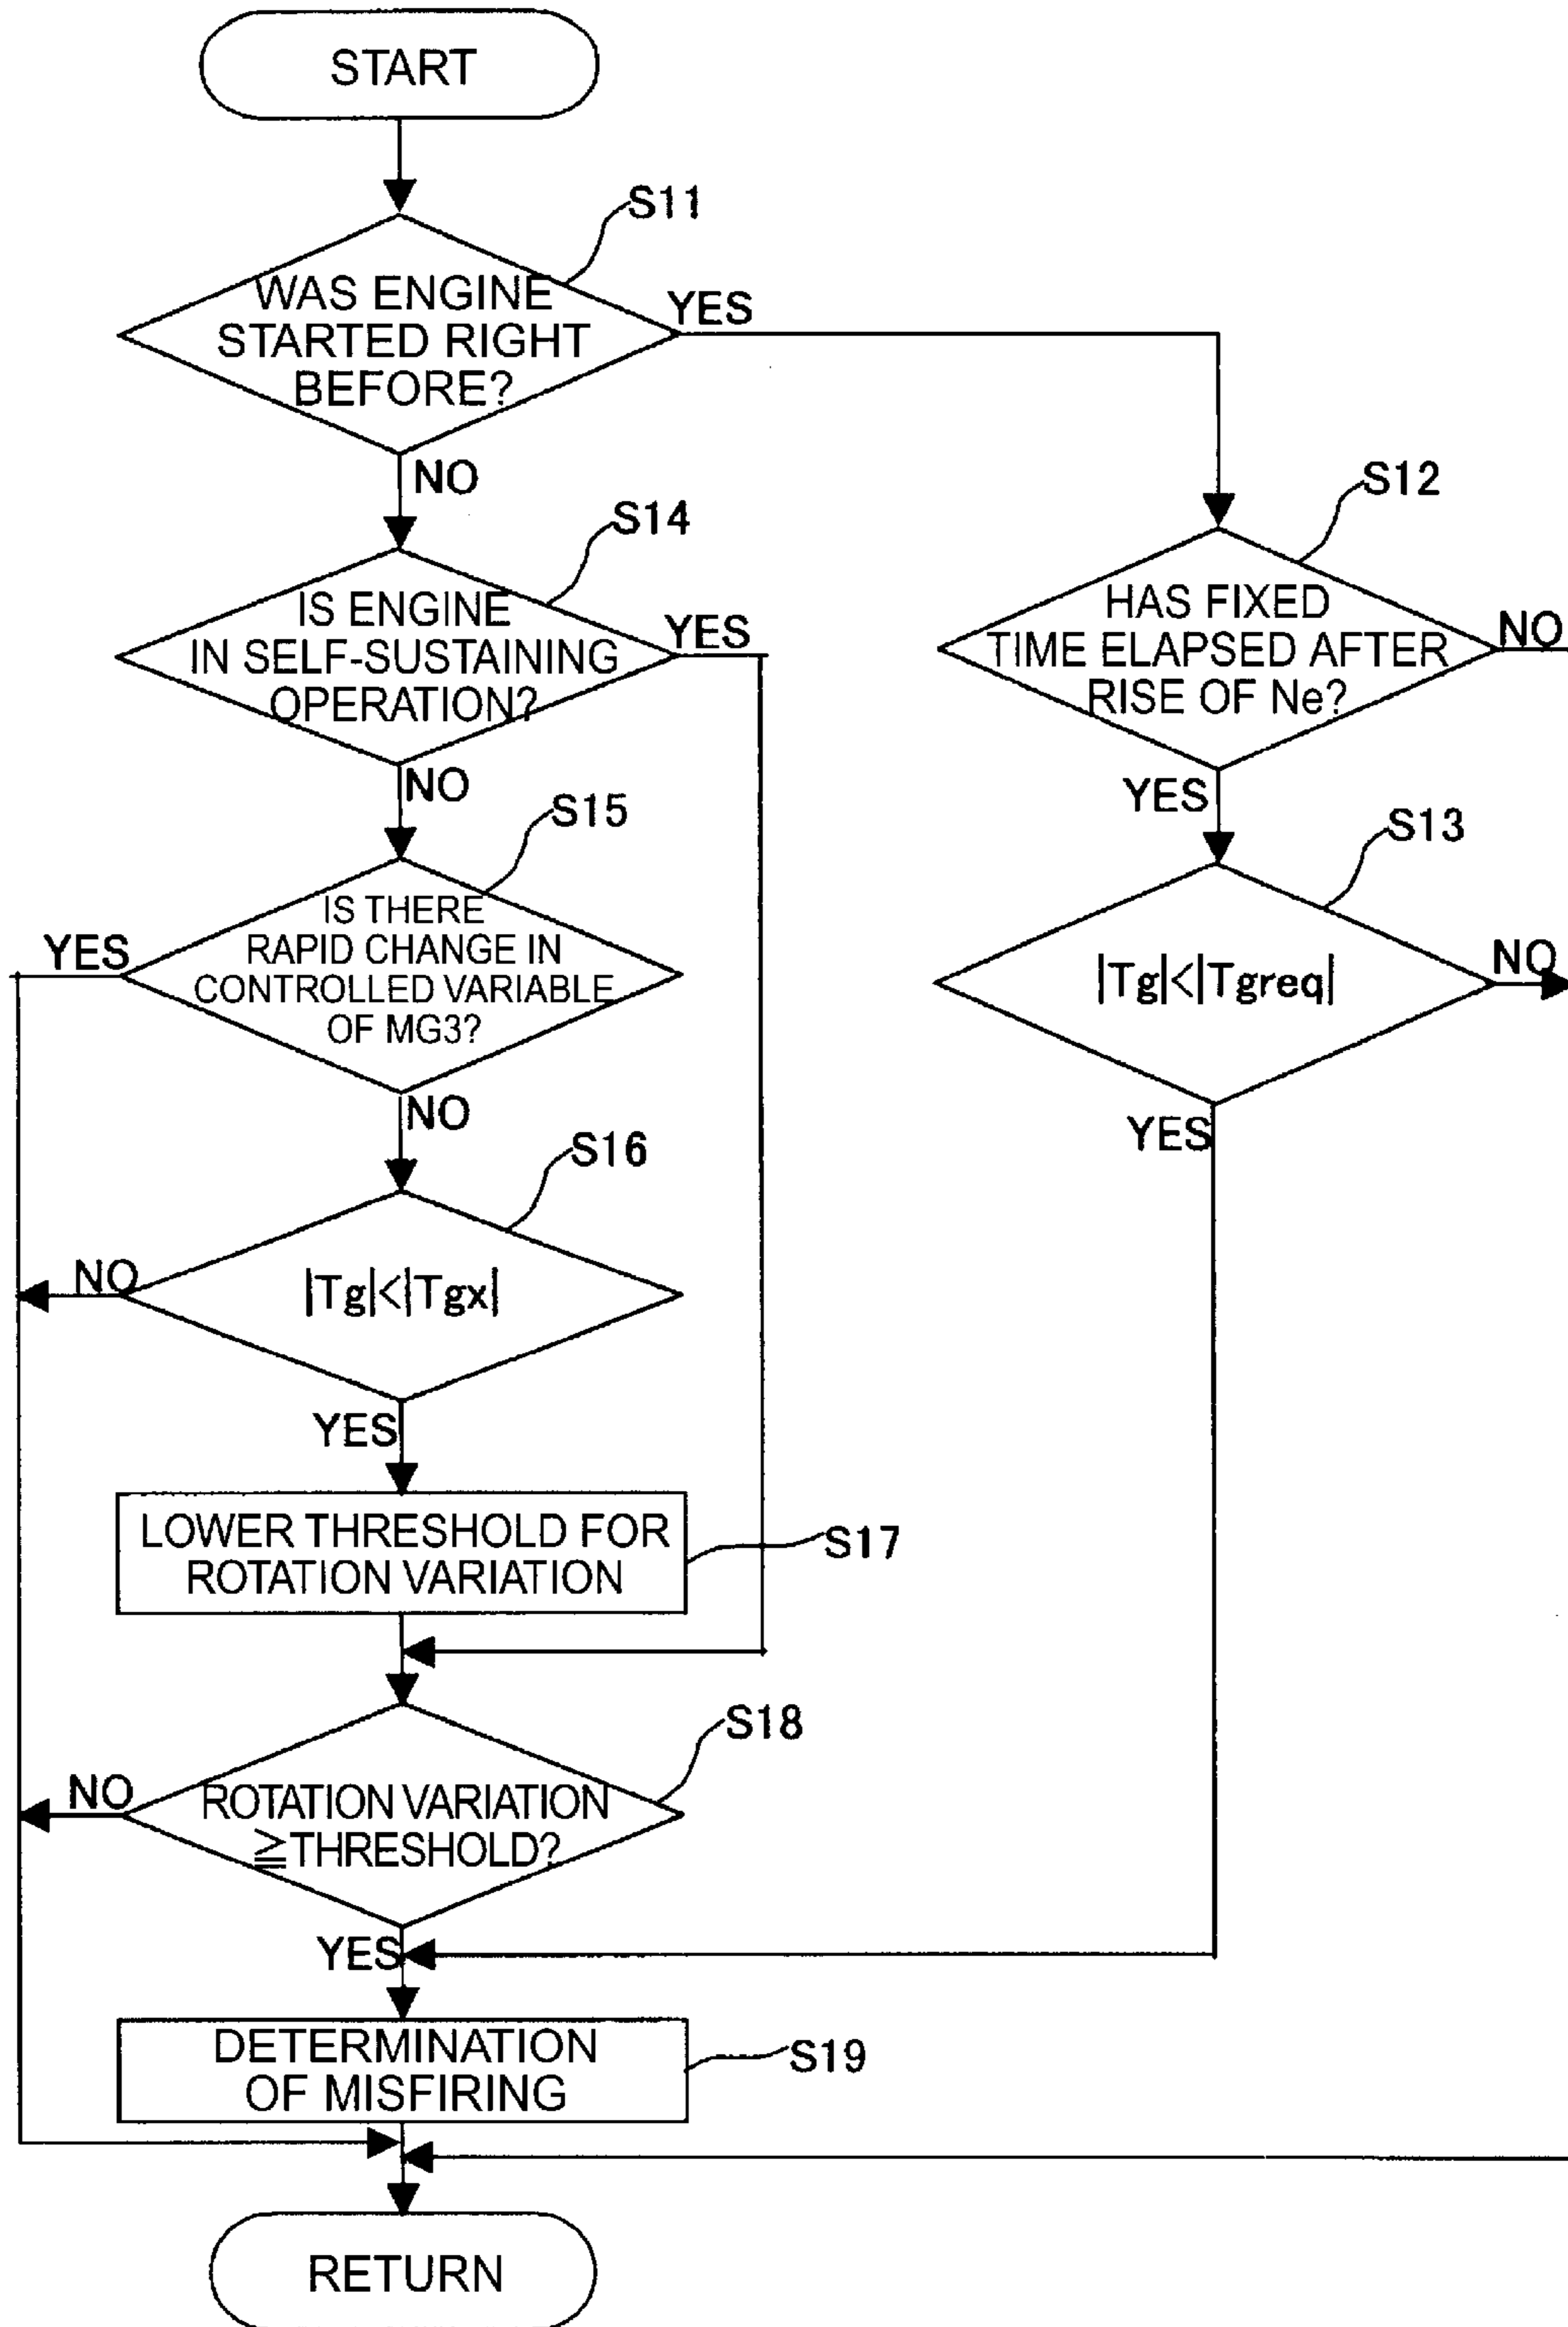 START
S11
WAS ENGINE
STARTED RIGHT
BEFORE?
YES
NO
S12
HAS FIXED
TIME ELAPSED AFTER
RISE OF Ne?
NO
YES
S13
|Tg|<|Tgreq|
NO
YES
S14
IS ENGINE
IN SELF-SUSTAINING
OPERATION?
YES
NO
S15
IS THERE
RAPID CHANGE IN
CONTROLLED VARIABLE
OF MG3?
YES
NO
S16
|Tg|<|Tgx|
NO
YES
LOWER THRESHOLD FOR
ROTATION VARIATION
S17
S18
ROTATION VARIATION
≧THRESHOLD?
NO
YES
DETERMINATION
OF MISFIRING
S19
RETURN